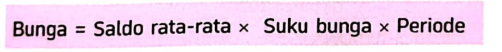 Bunga = Saldo rata-rata × Suku bunga × Periode